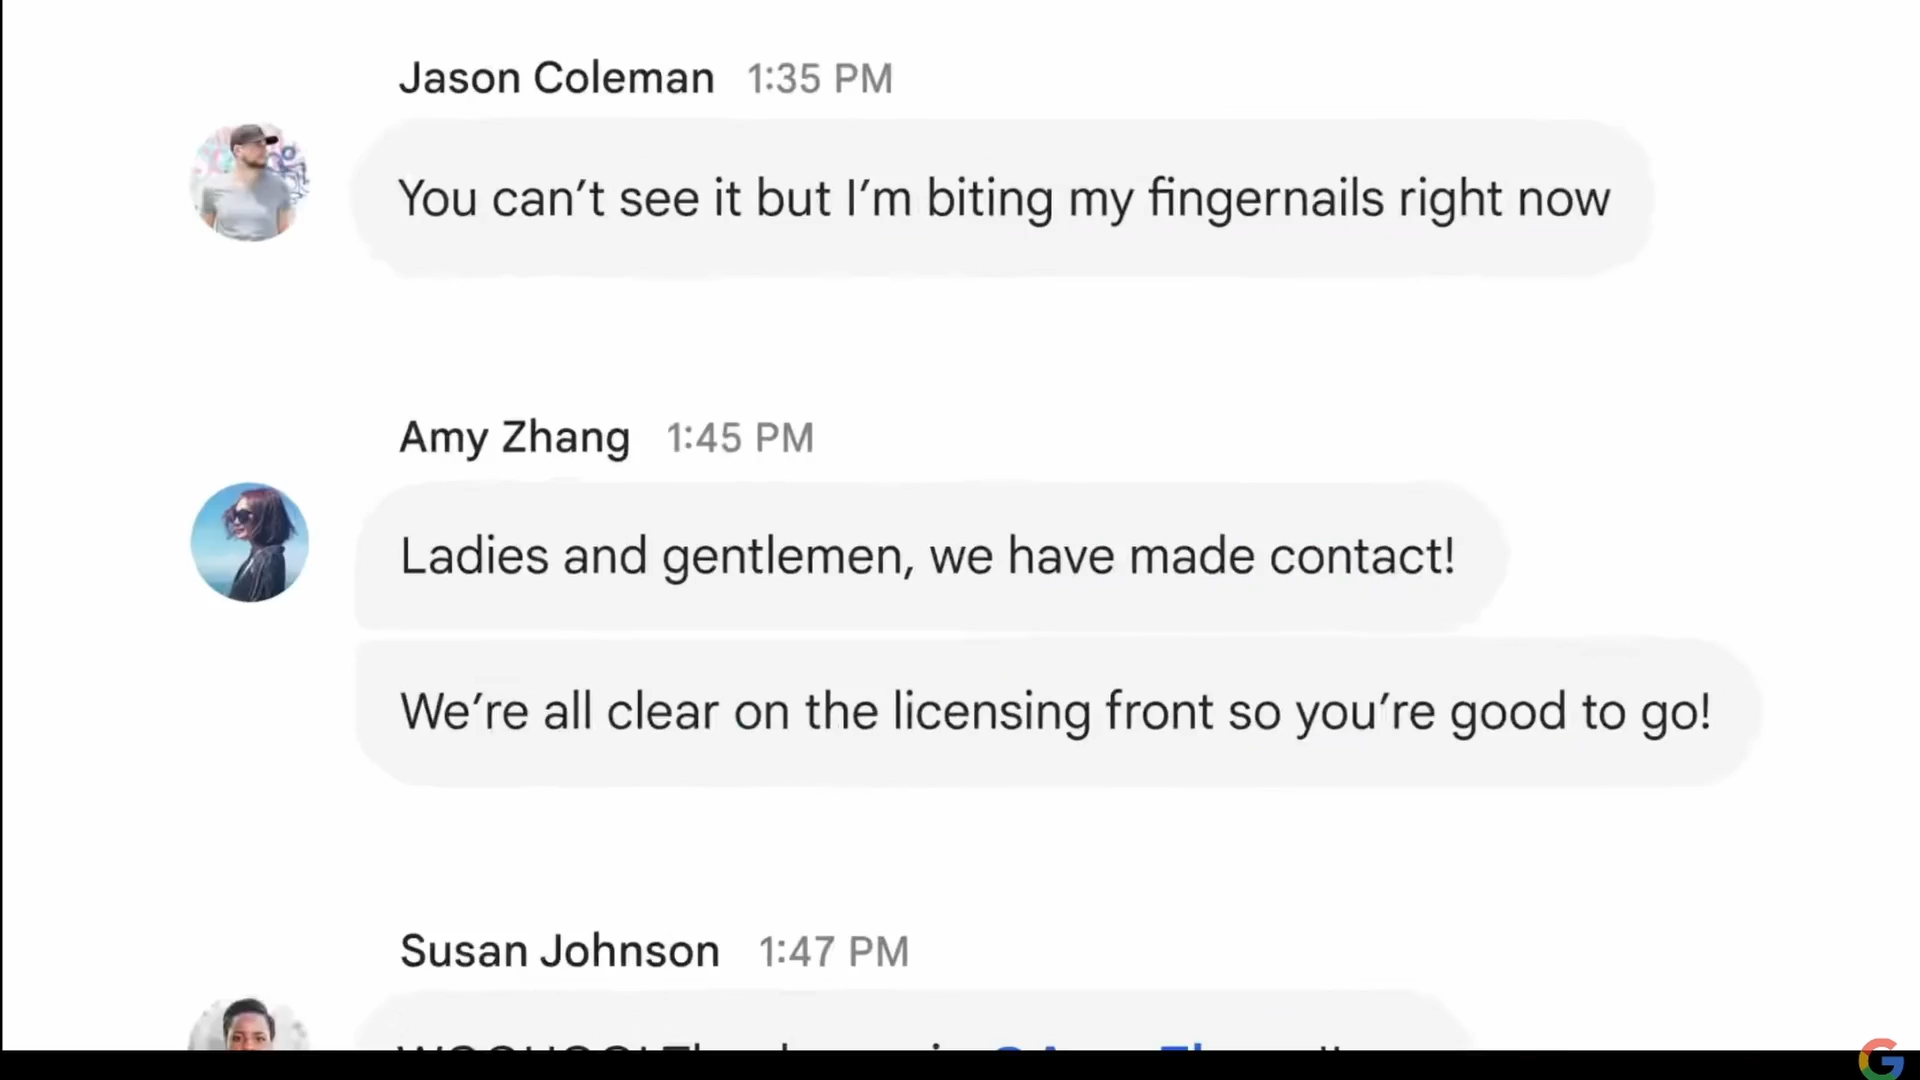 Jason Coleman 1:35 PM
You can’t see it but I’m biting my fingernails right now
Amy Zhang 1:45 PM
Ladies and gentlemen, we have made contact!
We’re all clear on the licensing front so you’re good to go!
Susan Johnson 1:47 PM